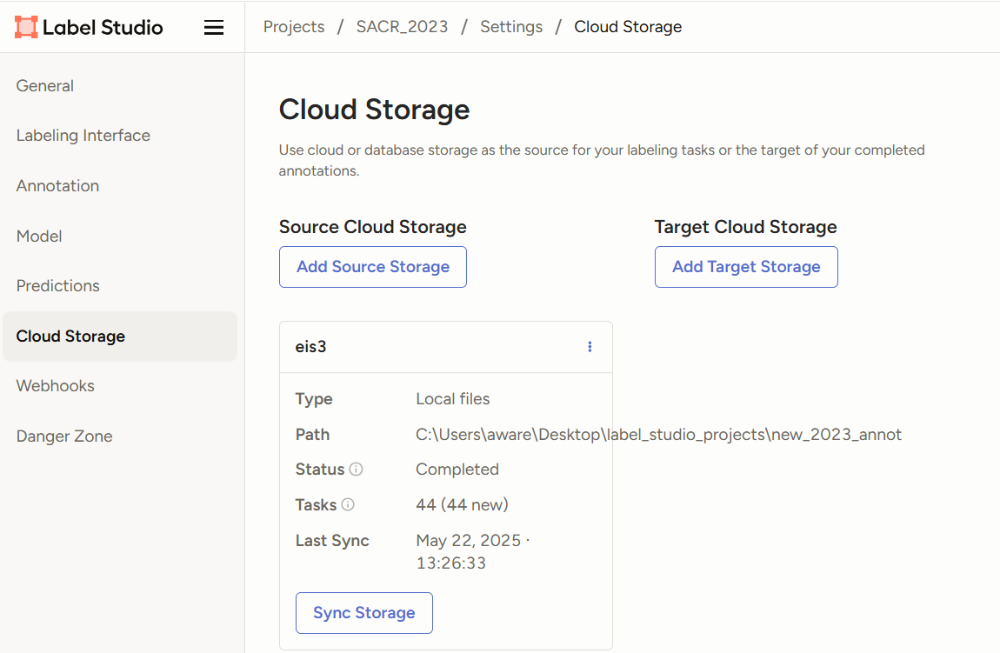 Label Studio
Projects / SACR_2023 / Settings / Cloud Storage
General
Labeling Interface
Annotation
Model
Predictions
Cloud Storage
Webhooks
Danger Zone
Cloud Storage
Use cloud or database storage as the source for your labeling tasks or the target of your completed
annotations.
Source Cloud Storage
Add Source Storage
Target Cloud Storage
Add Target Storage
eis3
Type Local files
Path C:\Users\aware\Desktop\label_studio_projects\new_2023_annot
Status Completed
Tasks 44 (44 new)
Last Sync May 22, 2025 ·
13:26:33
Sync Storage